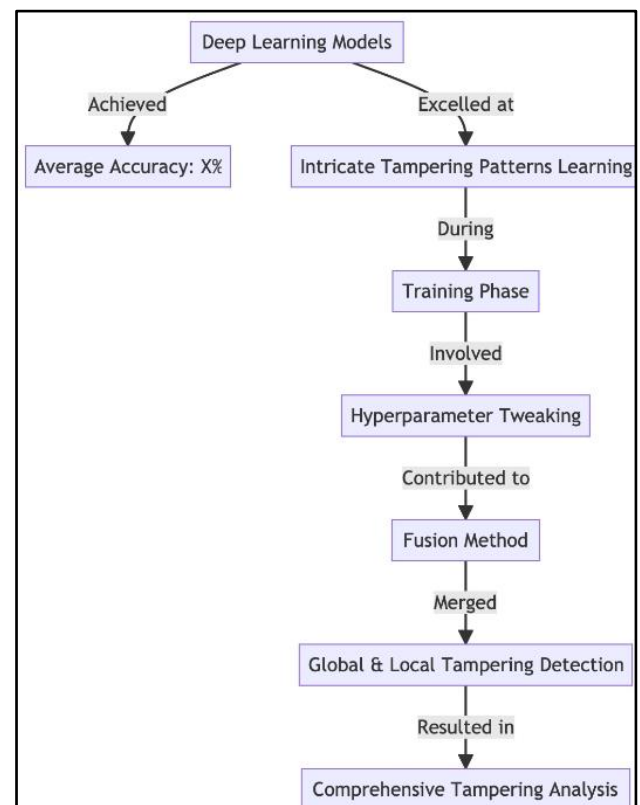 Deep Learning Models
Achieved
Excelled at
Average Accuracy: X%
Intricate Tampering Patterns Learning
During
Training Phase
Involved
Hyperparameter Tweaking
Contributed to
Fusion Method
Merged
Global & Local Tampering Detection
Resulted in
Comprehensive Tampering Analysis